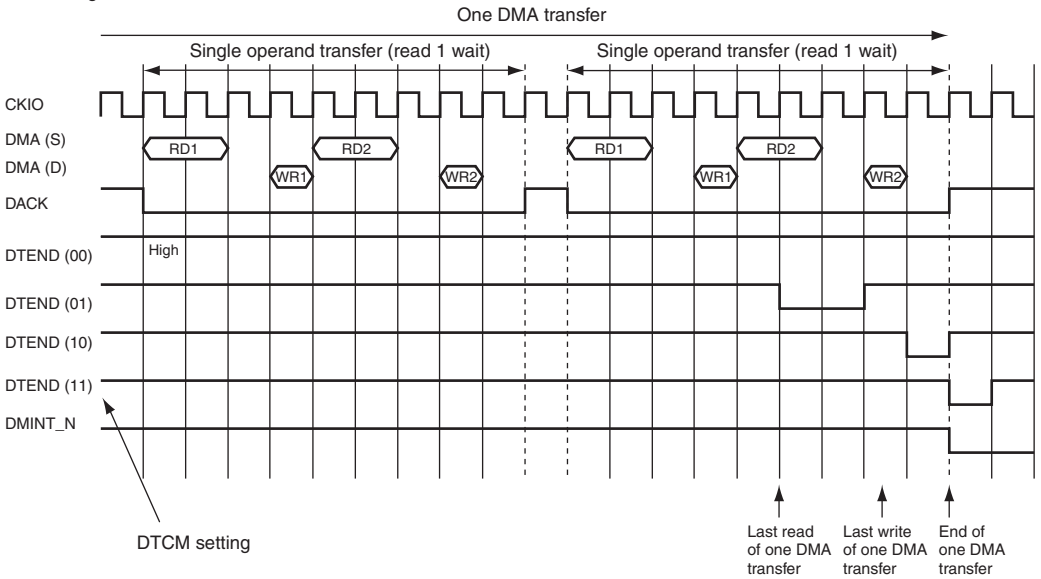 One DMA transfer
Single operand transfer (read 1 wait) Single operand transfer (read 1 wait)
CKIO
DMA (S) RD1 RD2 RD1 RD2
DMA (D) WR1 WR2 WR1 WR2
DACK
DTEND (00) High
DTEND (01)
DTEND (10)
DTEND (11)
DMINT_N
DTCM setting
Last read
of one DMA
transfer
Last write
of one DMA
transfer
End of
one DMA
transfer